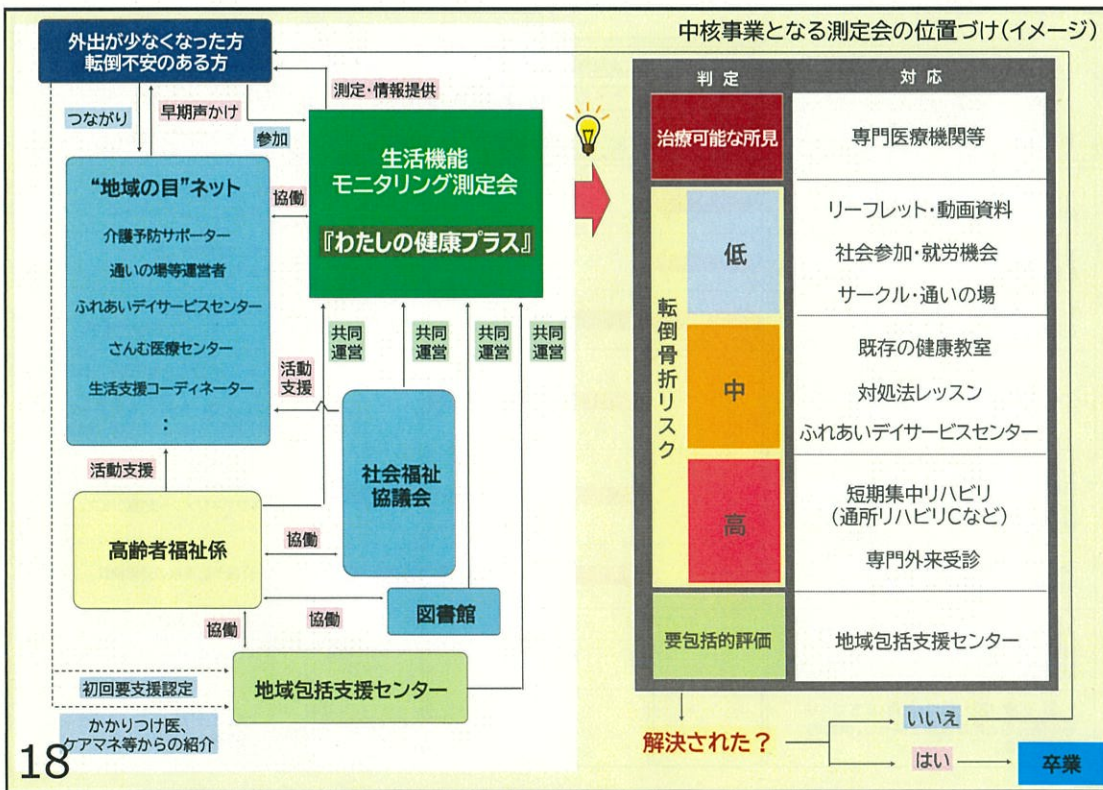 中核事業となる測定会の位置づけ(イメージ)
外出が少なくなった方
転倒不安のある方
つながり
早期声かけ
参加
測定・情報提供
生活機能
モニタリング測定会
『わたしの健康プラス』
“地域の目”ネット
介護予防サポーター
通いの場等運営者
ふれあいデイサービスセンター
さんむ医療センター
生活支援コーディネーター
：
協働
共同
運営
共同
運営
共同
運営
共同
運営
活動
支援
活動支援
社会福祉
協議会
高齢者福祉係
協働
協働
図書館
協働
地域包括支援センター
初回要支援認定
かかりつけ医、
ケアマネ等からの紹介
18
判定
対応
治療可能な所見
専門医療機関等
転倒骨折リスク
低
リーフレット・動画資料
社会参加・就労機会
サークル・通いの場
中
既存の健康教室
対処法レッスン
ふれあいデイサービスセンター
高
短期集中リハビリ
(通所リハビリCなど)
専門外来受診
要包括的評価
地域包括支援センター
解決された？
いいえ
はい
卒業